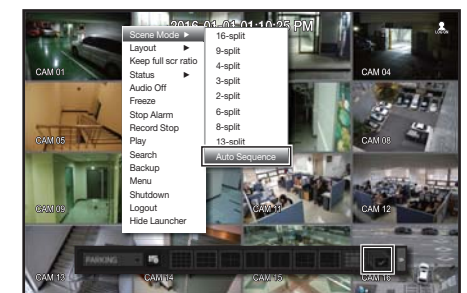 2016-01-01 01:10:25 PM
LOG ON
Scene Mode ▶
Layout ▶
Keep full scr ratio
Status ▶
Audio Off
Freeze
Stop Alarm
Record Stop
Play
Search
Backup
Menu
Shutdown
Logout
Hide Launcher
16-split
9-split
4-split
3-split
2-split
6-split
8-split
13-split
Auto Sequence
CAM 01
CAM 04
CAM 05
CAM 08
CAM 09
CAM 11
CAM 12
PARKING
CAM 13
CAM 14
CAM 15
CAM 16